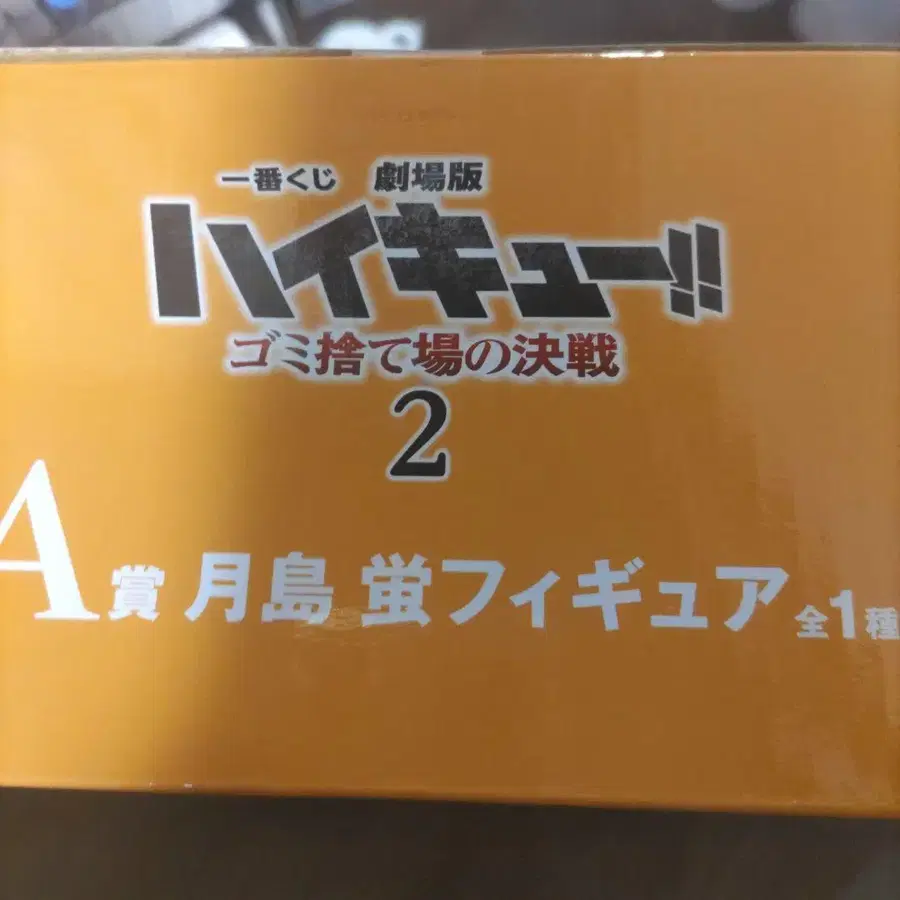 一番くじ 劇場版
ハイキュー!!
ゴミ捨て場の決戦
2
A賞 月島 蛍フィギュア 全1種